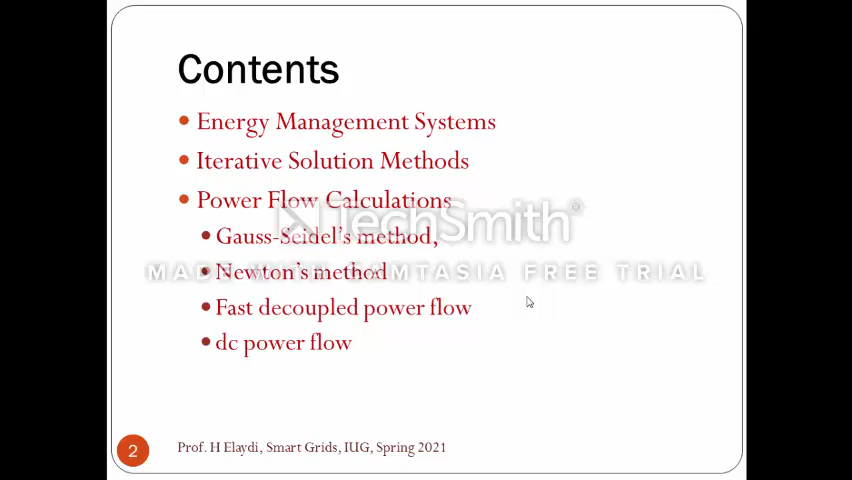 Contents
• Energy Management Systems
• Iterative Solution Methods
• Power Flow Calculations
TechSmith®
• Gauss-Seidel's method,
MADE WITH CAMTASIA FREE TRIAL
• Newton's method
• Fast decoupled power flow
• dc power flow
2
Prof. H Elaydi, Smart Grids, IUG, Spring 2021